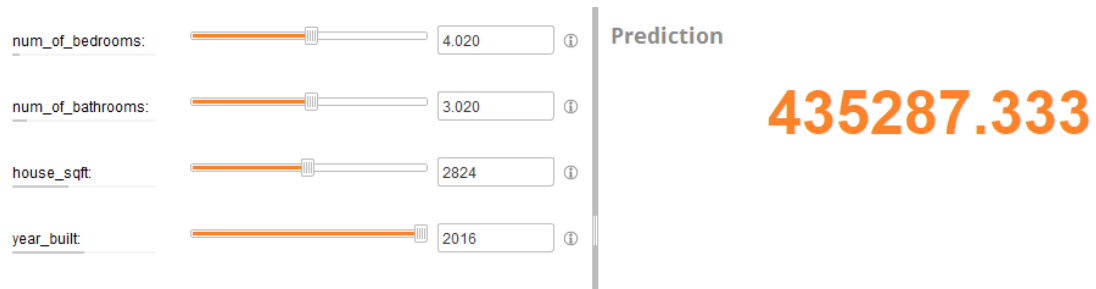 num_of_bedrooms: 4.020
num_of_bathrooms: 3.020
house_sqft: 2824
year_built: 2016
Prediction
435287.333